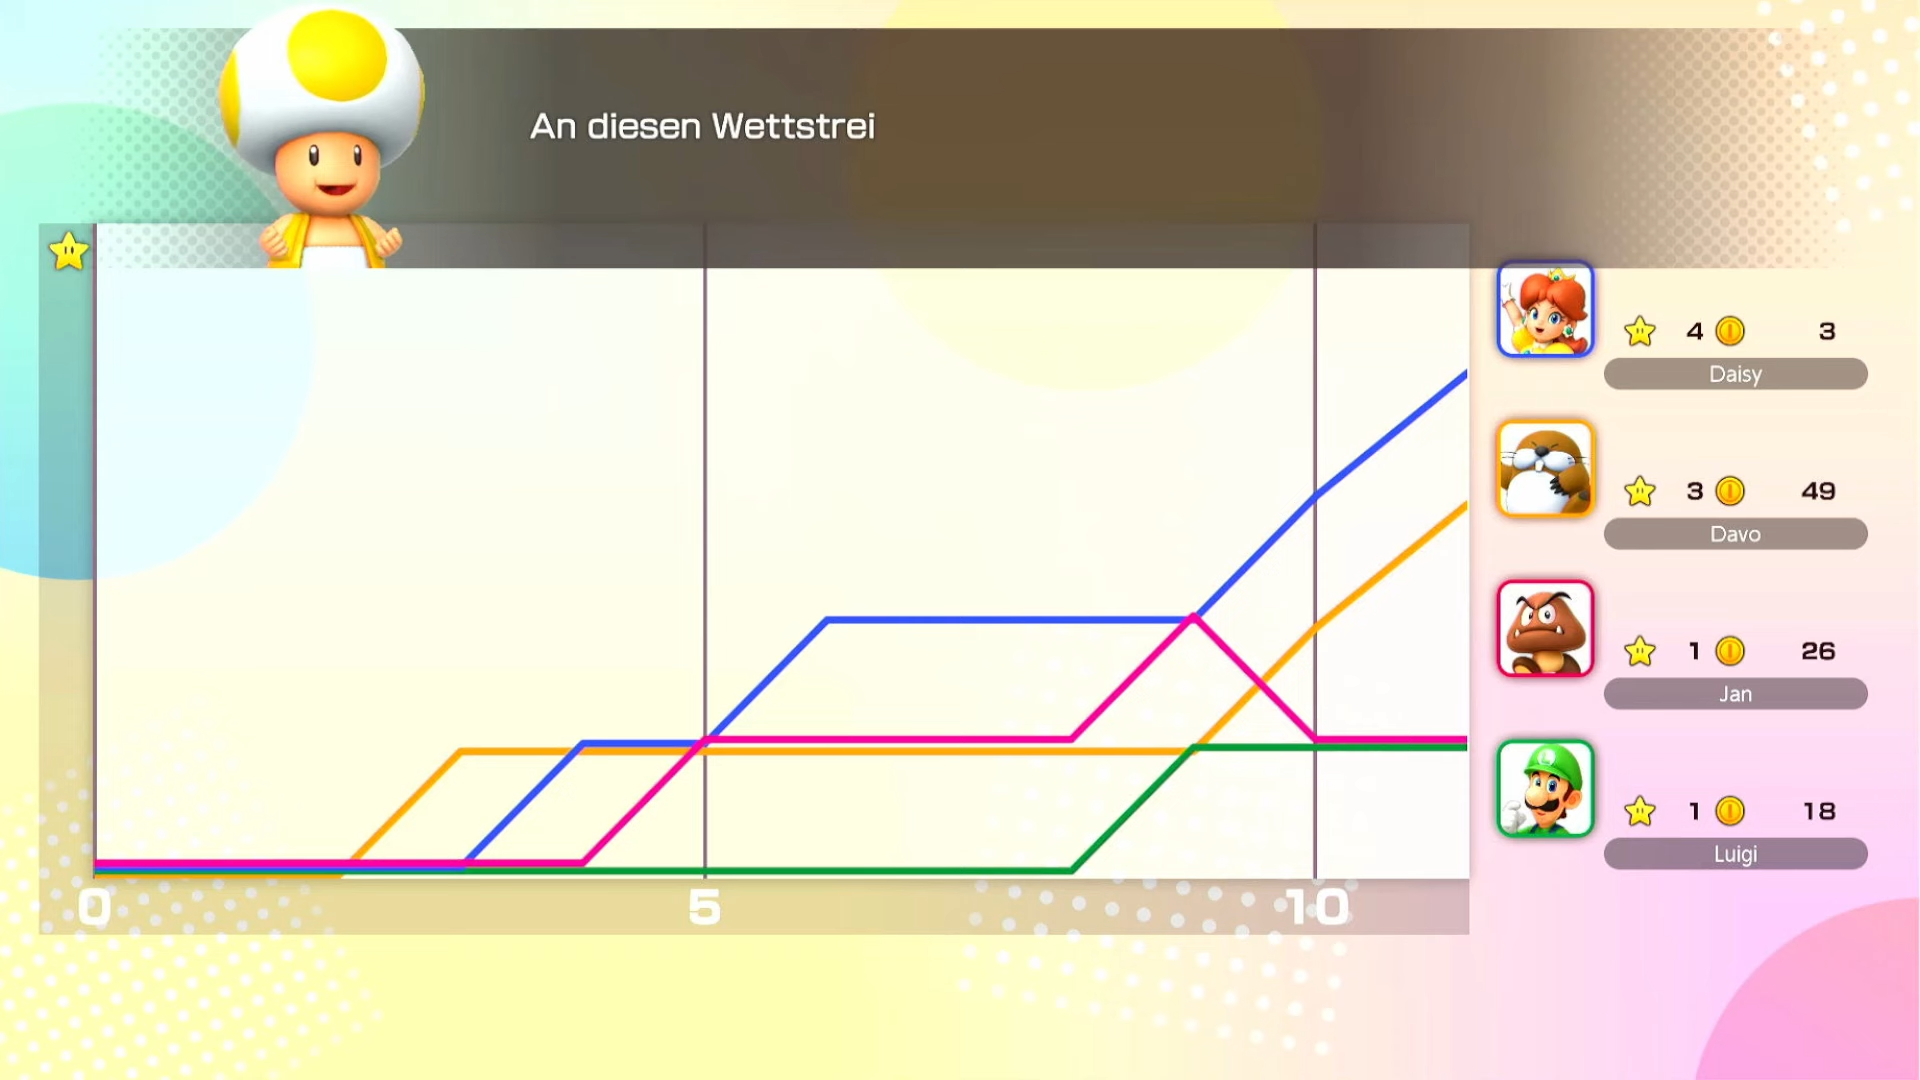 An diesen Wettstrei
4 3
Daisy
3 49
Davo
1 26
Jan
L
1 18
Luigi
0 5 10